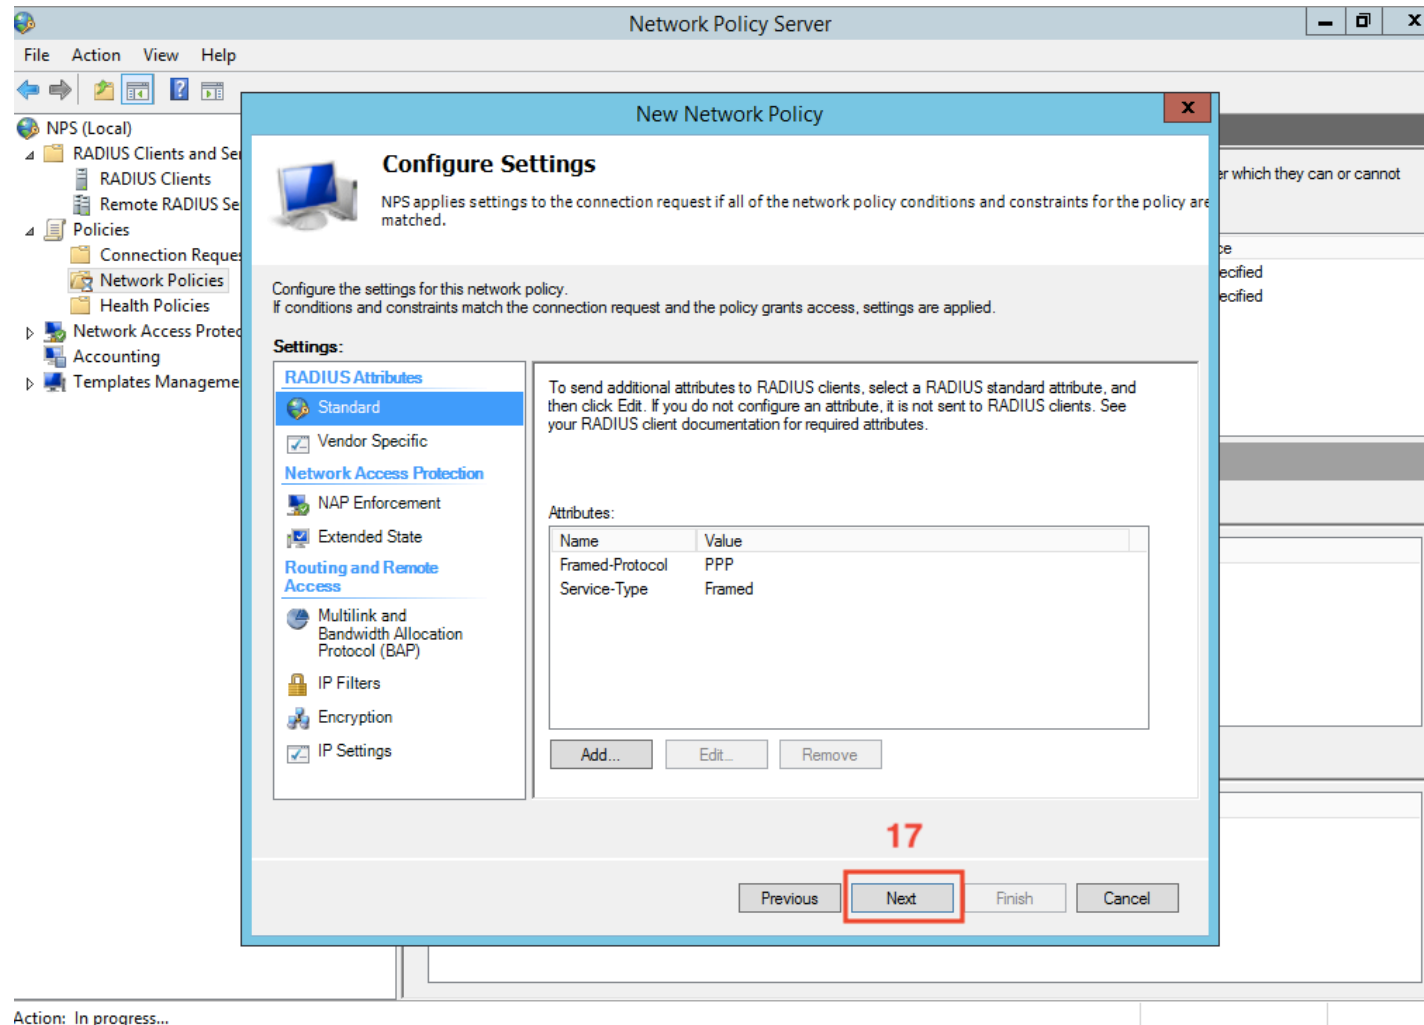 Network Policy Server
File Action View Help
NPS (Local)
RADIUS Clients and Ser
RADIUS Clients
Remote RADIUS Se
Policies
Connection Reques
Network Policies
Health Policies
Network Access Protec
Accounting
Templates Manageme
New Network Policy
x
Configure Settings
NPS applies settings to the connection request if all of the network policy conditions and constraints for the policy are
matched.
Configure the settings for this network policy.
If conditions and constraints match the connection request and the policy grants access, settings are applied.
Settings:
RADIUS Attributes
Standard
Vendor Specific
Network Access Protection
NAP Enforcement
Extended State
Routing and Remote
Access
Multilink and
Bandwidth Allocation
Protocol (BAP)
IP Filters
Encryption
IP Settings
To send additional attributes to RADIUS clients, select a RADIUS standard attribute, and
then click Edit. If you do not configure an attribute, it is not sent to RADIUS clients. See
your RADIUS client documentation for required attributes.
Attributes:
Name Value
Framed-Protocol PPP
Service-Type Framed
Add... Edit... Remove
17
Previous Next Finish Cancel
er which they can or cannot
ce
ecified
ecified
Action: In progress...